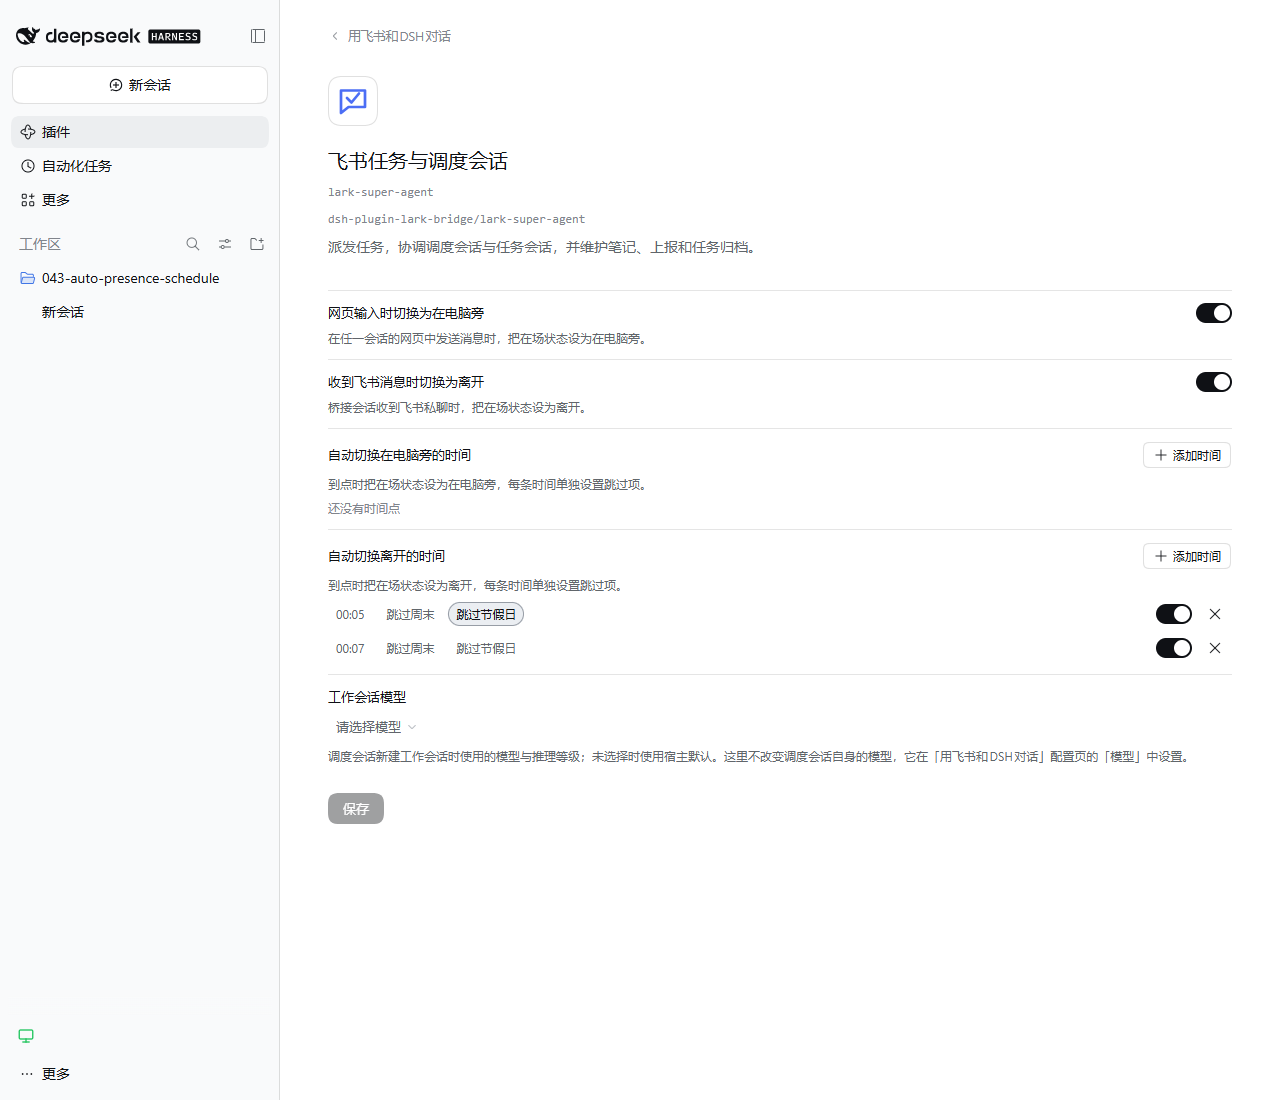 deepseek HARNESS
新会话
插件
自动化任务
更多
工作区
043-auto-presence-schedule
新会话
更多
用飞书和DSH对话
飞书任务与调度会话
lark-super-agent
dsh-plugin-lark-bridge/lark-super-agent
派发任务，协调调度会话与任务会话，并维护笔记、上报和任务归档。
网页输入时切换为在电脑旁
在任一会话的网页中发送消息时，把在场状态设为在电脑旁。
收到飞书消息时切换为离开
桥接会话收到飞书私聊时，把在场状态设为离开。
自动切换在电脑旁的时间
添加时间
到点时把在场状态设为在电脑旁，每条时间单独设置跳过项。
还没有时间点
自动切换离开的时间
添加时间
到点时把在场状态设为离开，每条时间单独设置跳过项。
00:05 跳过周末 跳过节假日
00:07 跳过周末 跳过节假日
工作会话模型
请选择模型
调度会话新建工作会话时使用的模型与推理等级；未选择时使用宿主默认。这里不改变调度会话自身的模型，它在「用飞书和DSH对话」配置页的「模型」中设置。
保存